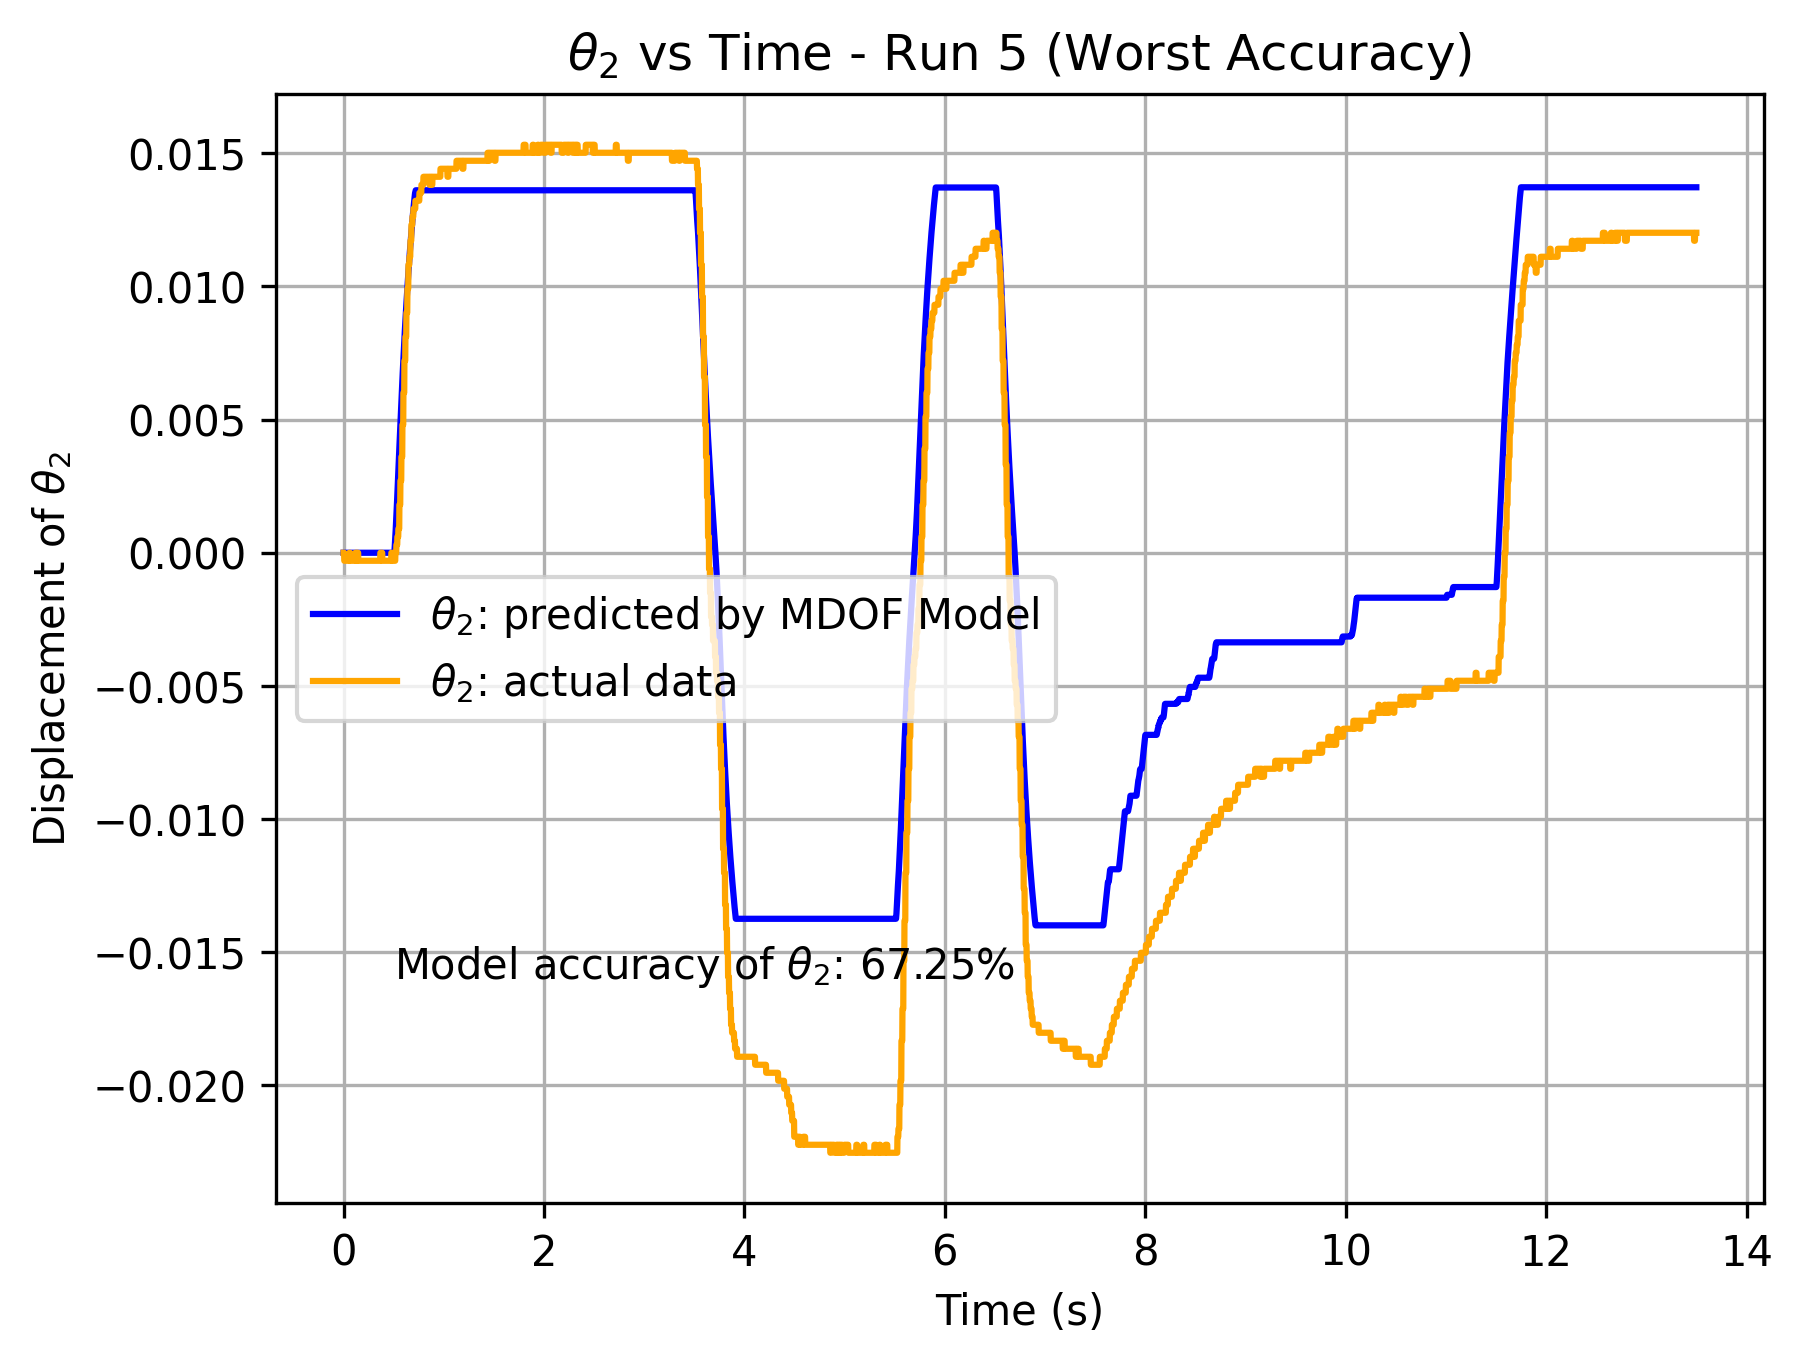 θ₂ vs Time - Run 5 (Worst Accuracy)
Displacement of θ₂
0.015
0.010
0.005
0.000
−0.005
−0.010
−0.015
−0.020
θ₂: predicted by MDOF Model
θ₂: actual data
Model accuracy of θ₂: 67.25%
0 2 4 6 8 10 12 14
Time (s)